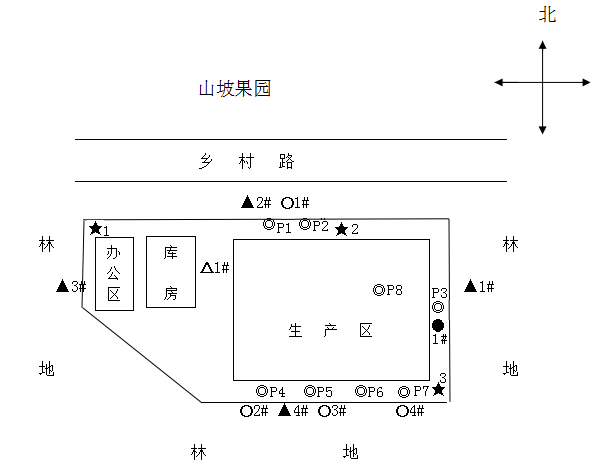 北
山坡果园
乡 村 路
▲2# ○1#
◎P1 ◎P2 ★2
★1
林
林
办公区
库房
△1#
▲3#
▲1#
◎P8
P3
◎
●
1#
生 产 区
地
地
3
★
◎P4 ◎P5 ◎P6 ◎P7
○2# ▲4# ○3# ○4#
林 地